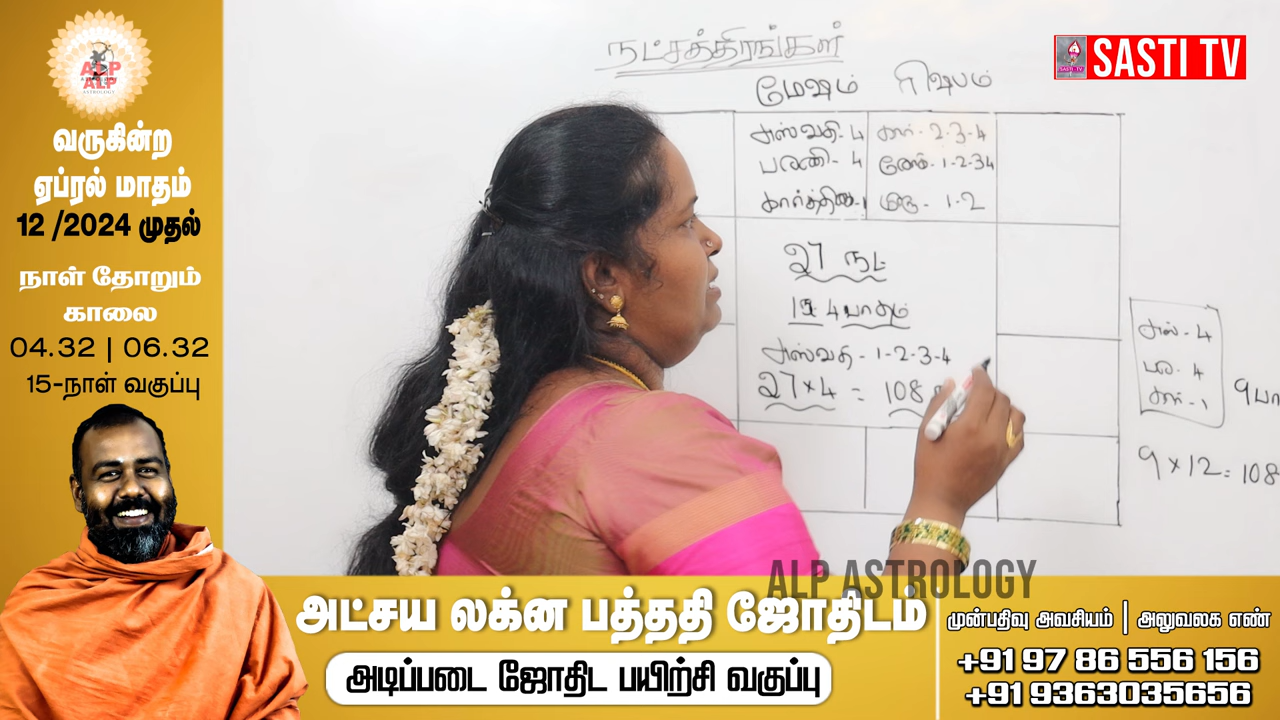 ALP
ALP
ASTROLOGY
வருகின்ற
ஏப்ரல் மாதம்
12 /2024 முதல்
நாள் தோறும்
காலை
04.32 | 06.32
15-நாள் வகுப்பு
நட்சத்திரங்கள்
மேஷம் ரிஷபம்
அஸ்வதி- 4
பரணி- 4
கார்த்திகை-1
கார்- 2-3-4
ரோ- 1-2-34
மிரு- 1-2
27 நட்
4 பாதம்
அஸ்வதி - 1-2-3-4
27×4 = 108
அஸ்- 4
பர- 4
கார்- 1
9 பா
9 × 12 = 108
SASTI TV
ALP ASTROLOGY
அட்சய லக்ன பத்ததி ஜோதிடம்
அடிப்படை ஜோதிட பயிற்சி வகுப்பு
முன்பதிவு அவசியம் | அலுவலக எண்
+91 97 86 556 156
+91 9363035656